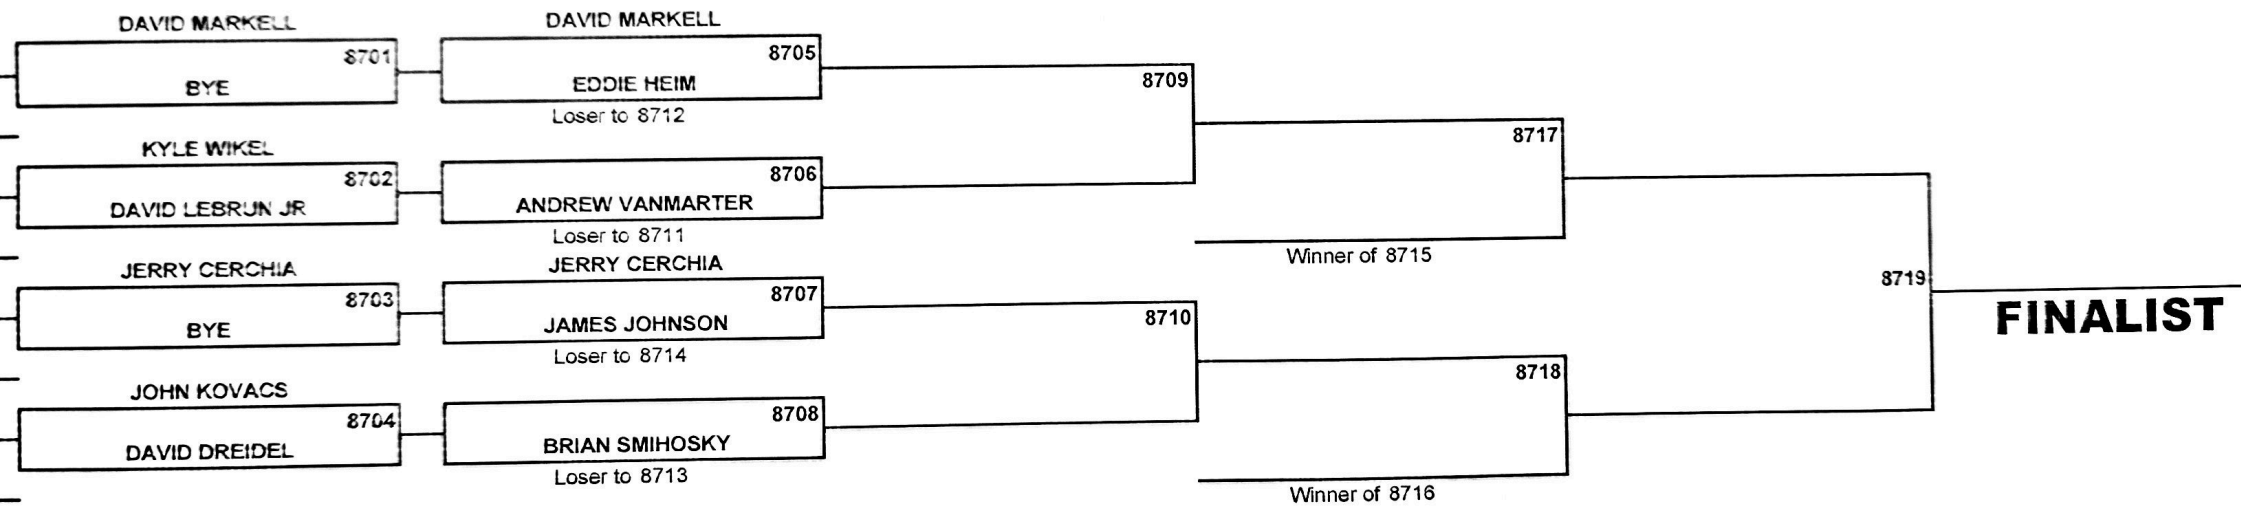 DAVID MARKELL
8701
BYE
KYLE WIKEL
8702
DAVID LEBRUN JR
JERRY CERCHIA
8703
BYE
JOHN KOVACS
8704
DAVID DREIDEL
DAVID MARKELL
8705
EDDIE HEIM
Loser to 8712
8706
ANDREW VANMARTER
Loser to 8711
JERRY CERCHIA
8707
JAMES JOHNSON
Loser to 8714
8708
BRIAN SMIHOSKY
Loser to 8713
8709
8710
8717
Winner of 8715
8718
Winner of 8716
8719
FINALIST